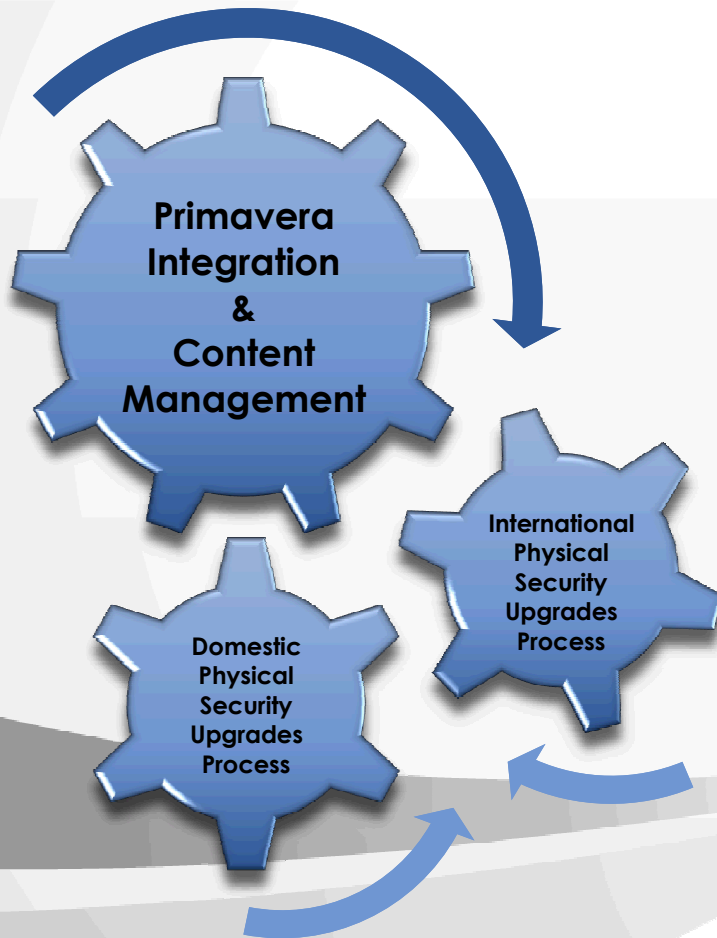 Primavera
Integration
&
Content
Management
International
Physical
Security
Upgrades
Process
Domestic
Physical
Security
Upgrades
Process